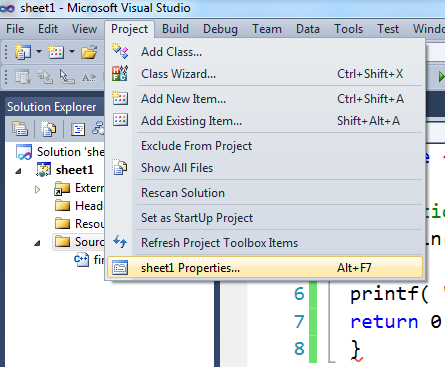 sheet1 - Microsoft Visual Studio
File Edit View Project Build Debug Team Data Tools Test
Add Class...
Class Wizard... Ctrl+Shift+X
Add New Item... Ctrl+Shift+A
Add Existing Item... Shift+Alt+A
Exclude From Project
Show All Files
Rescan Solution
Set as StartUp Project
Refresh Project Toolbox Items
sheet1 Properties... Alt+F7
Solution Explorer
Solution 'she
sheet1
Extern
Head
Resou
Sourc
6 printf( "
7 return 0
8 }